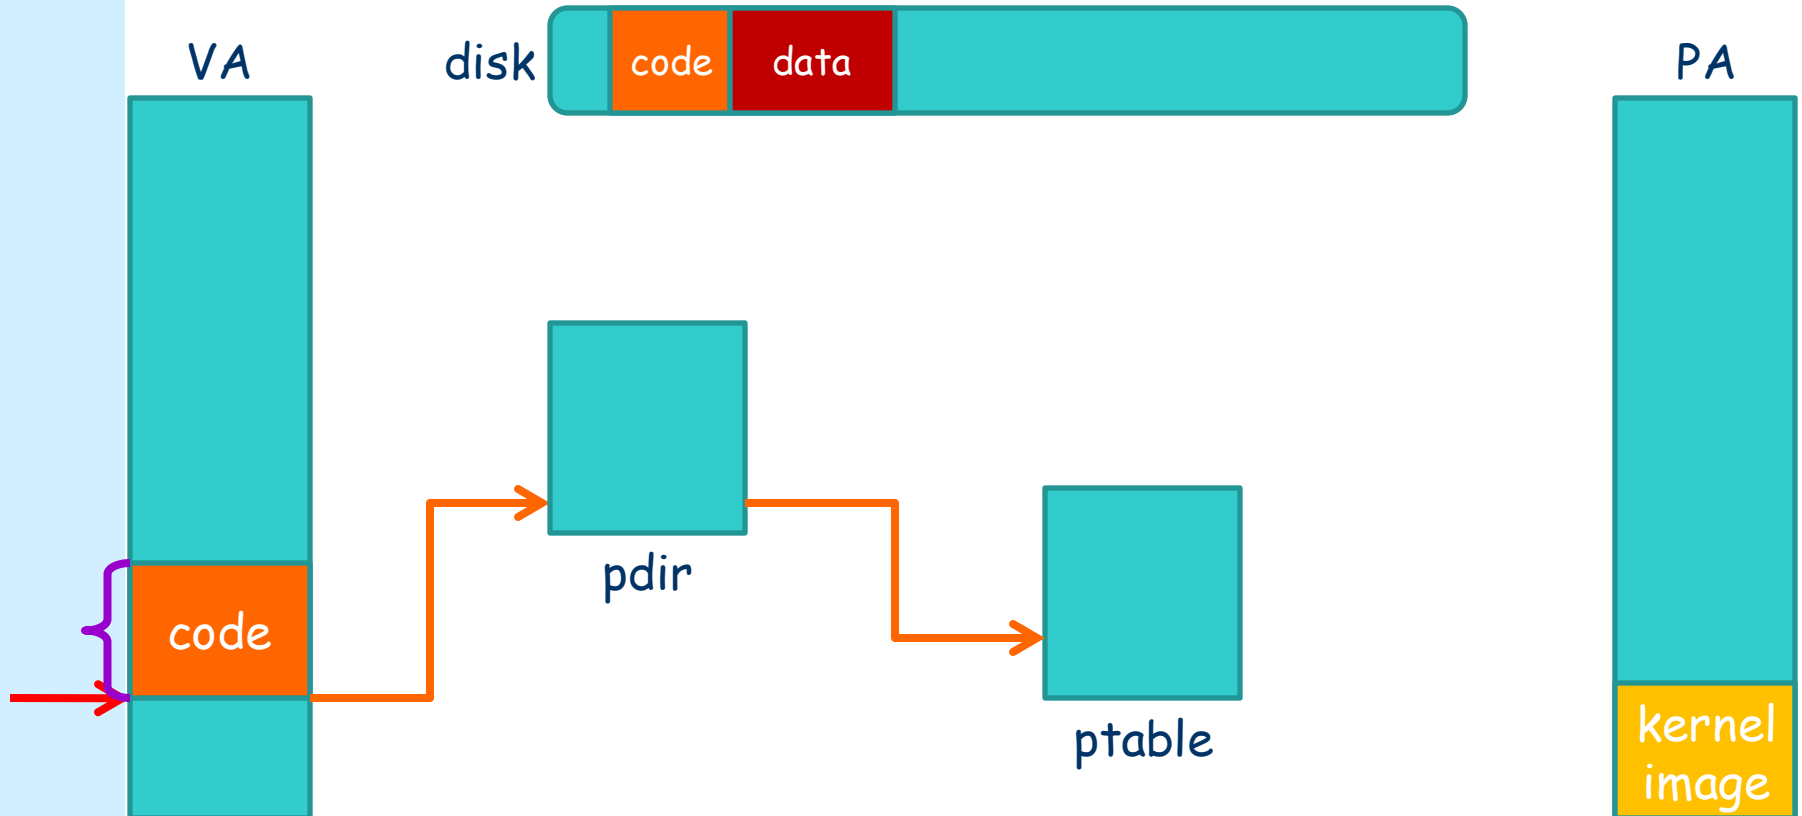 VA
disk
code
data
PA
pdir
code
ptable
kernel
image